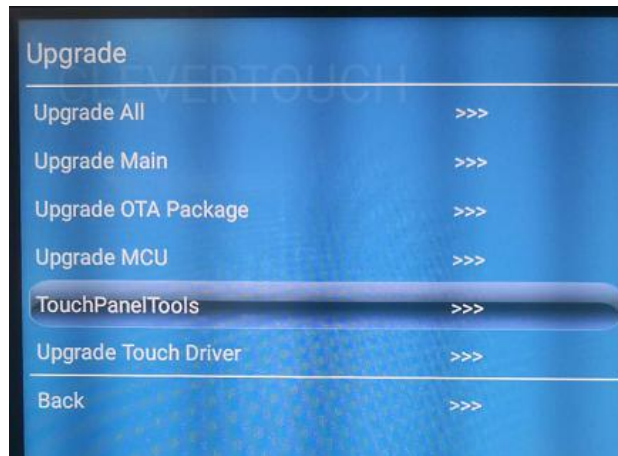 Upgrade
CLEVERTOUCH
Upgrade All >>>
Upgrade Main >>>
Upgrade OTA Package >>>
Upgrade MCU >>>
TouchPanelTools >>>
Upgrade Touch Driver >>>
Back >>>